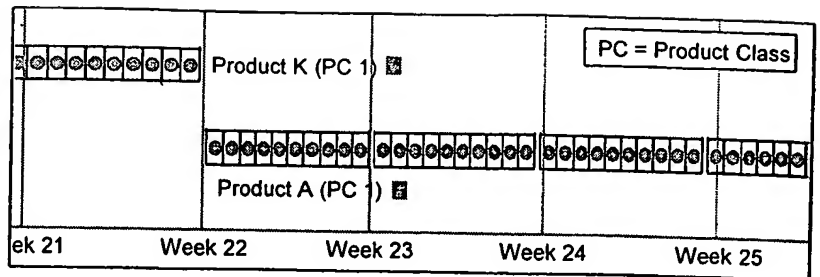 Product K (PC 1)
PC = Product Class
Product A (PC 1)
ek 21 Week 22 Week 23 Week 24 Week 25